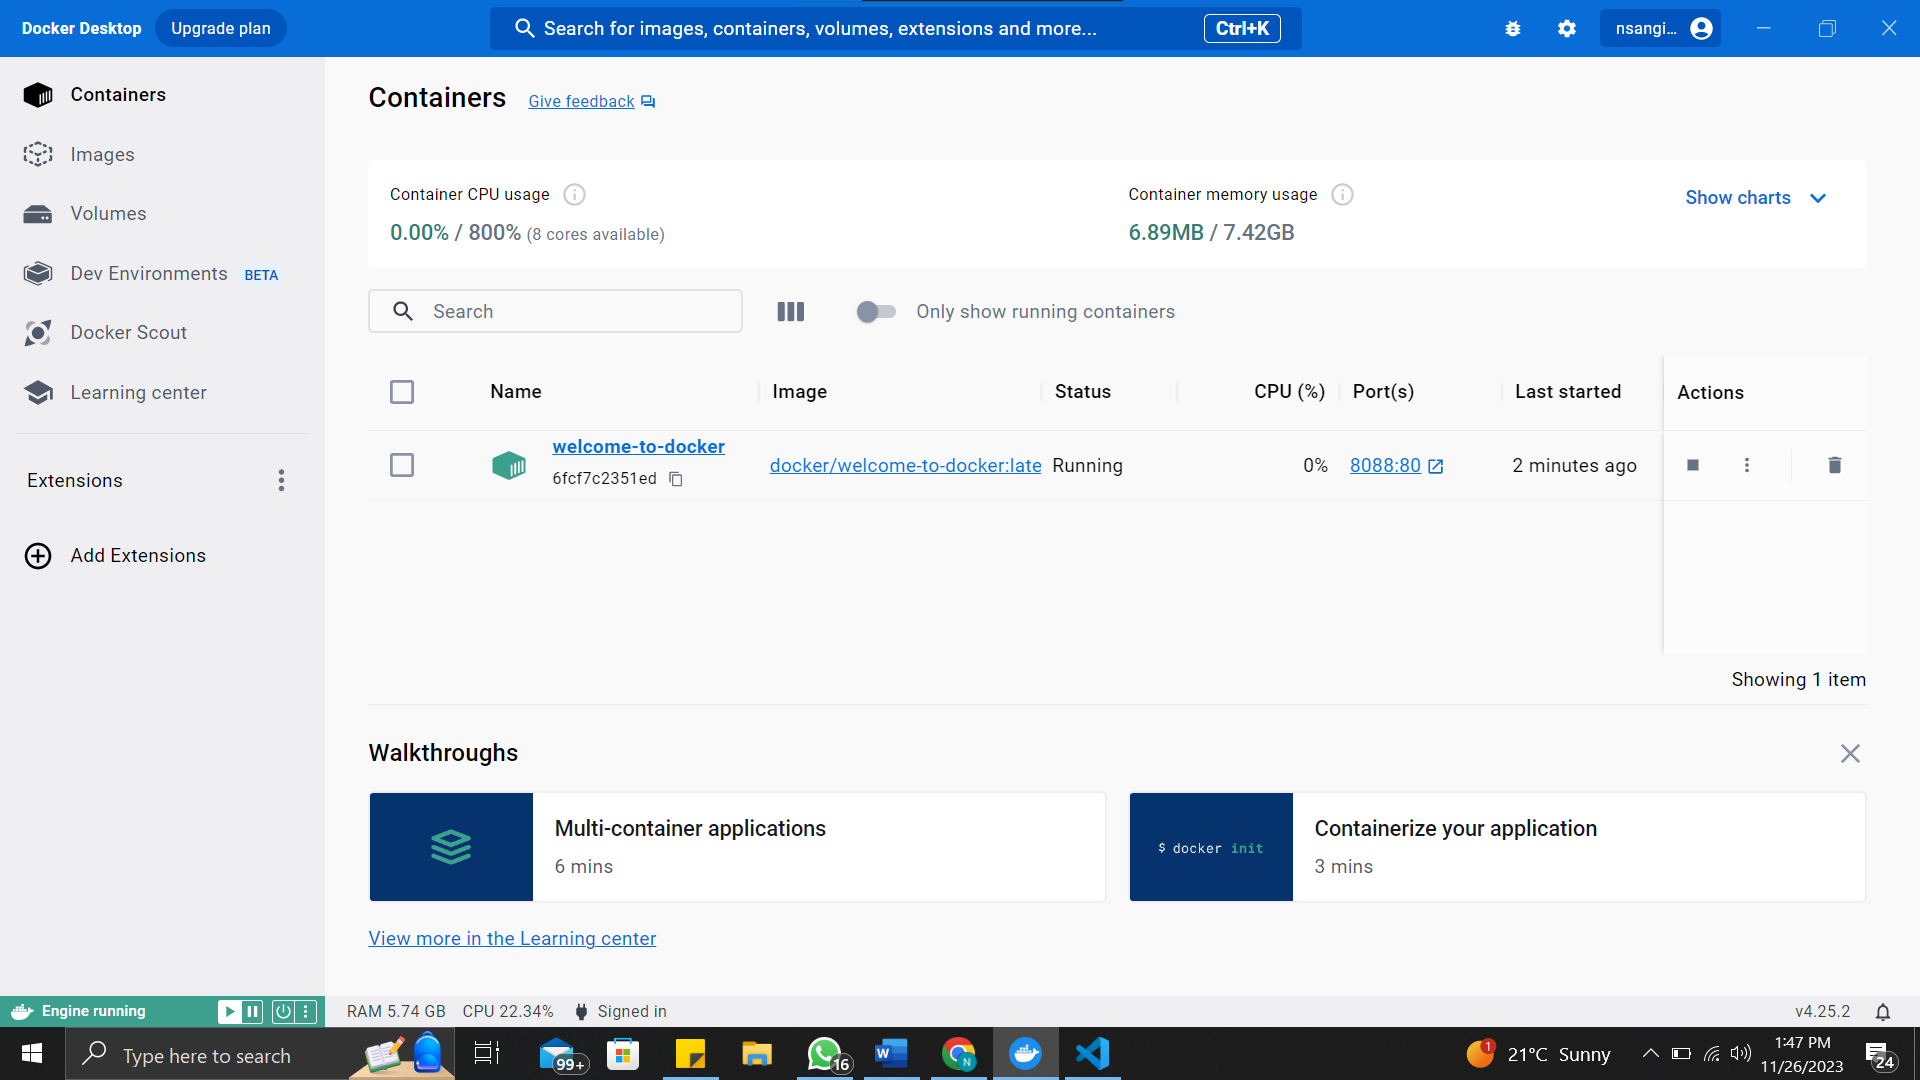 Docker Desktop
Upgrade plan
Search for images, containers, volumes, extensions and more...
Ctrl+K
nsangi...
Containers
Images
Volumes
Dev Environments BETA
Docker Scout
Learning center
Extensions
Add Extensions
Containers
Give feedback
Container CPU usage
0.00% / 800% (8 cores available)
Container memory usage
6.89MB / 7.42GB
Show charts
Search
Only show running containers
Name Image Status CPU (%) Port(s) Last started Actions
welcome-to-docker
6fcf7c2351ed
docker/welcome-to-docker:late
Running
0%
8088:80
2 minutes ago
Showing 1 item
Walkthroughs
Multi-container applications
6 mins
$ docker init
Containerize your application
3 mins
View more in the Learning center
Engine running
RAM 5.74 GB CPU 22.34% Signed in
v4.25.2
Type here to search
99+
16
W
N
1
21°C Sunny
1:47 PM
11/26/2023
24